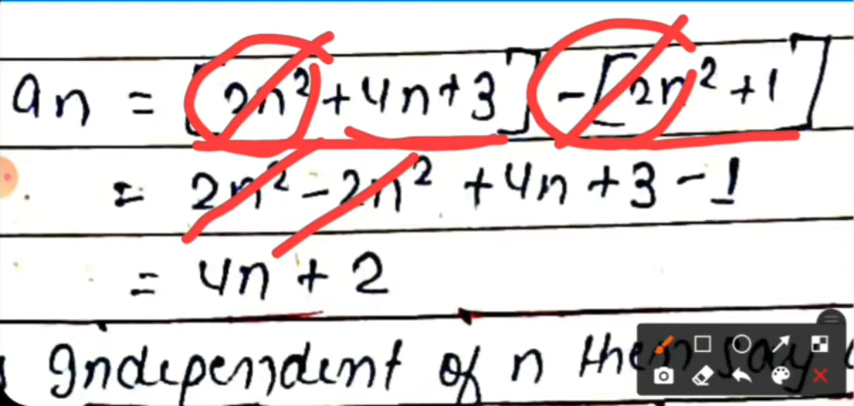 an = [2n²+4n+3] -[2n²+1]
= 2n²-2n²+4n+3-1
= 4n+2
Independent of n then say